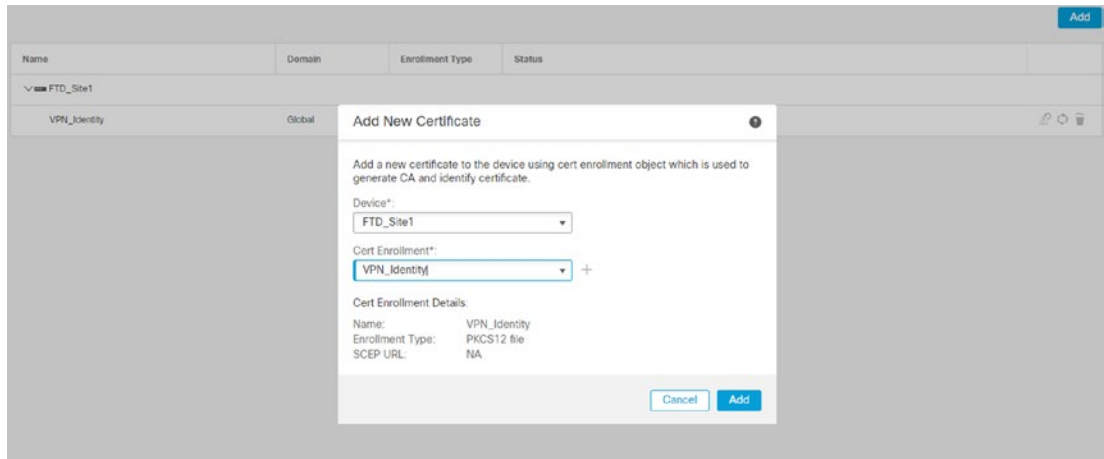 Add
Name Domain Enrollment Type Status
FTD_Site1
VPN_Identity Global
Add New Certificate
Add a new certificate to the device using cert enrollment object which is used to
generate CA and identify certificate.
Device*:
FTD_Site1
Cert Enrollment*:
VPN_Identity
Cert Enrollment Details:
Name: VPN_Identity
Enrollment Type: PKCS12 file
SCEP URL: NA
Cancel Add